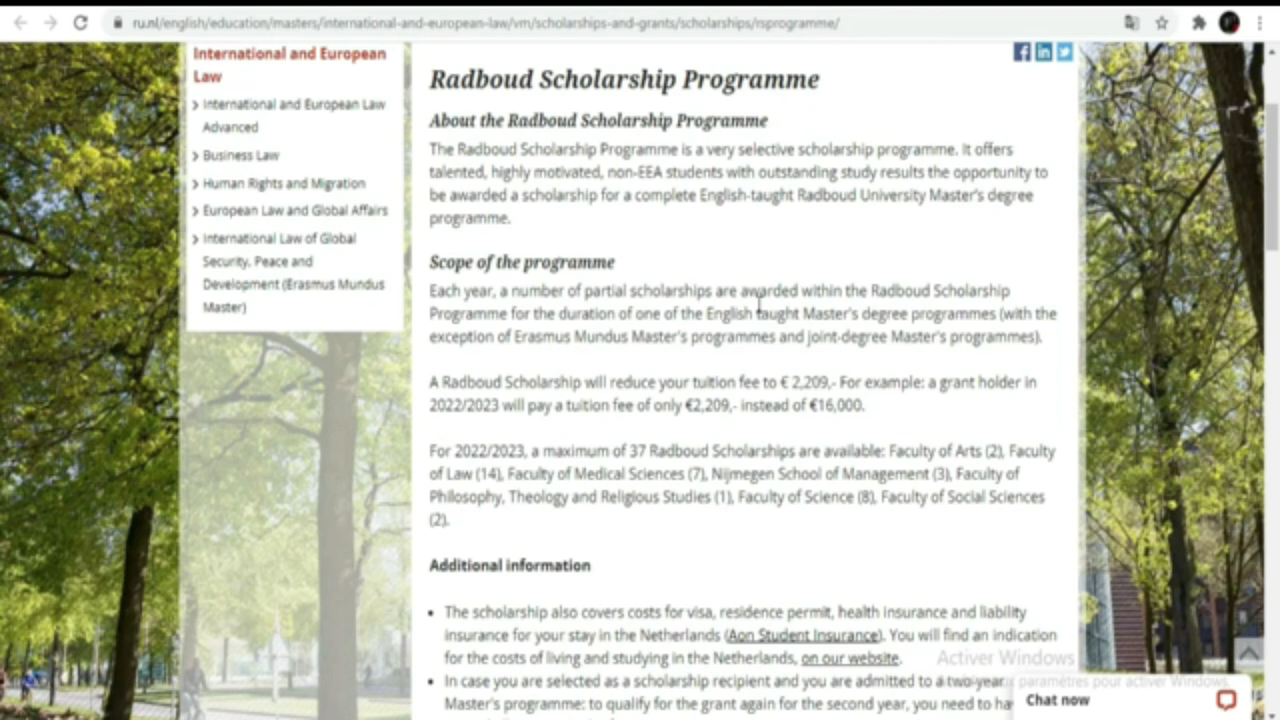 ru.nl/english/education/masters/international-and-european-law/vm/scholarships-and-grants/scholarships/rsprogramme/
International and European
Law
International and European Law
Advanced
Business Law
Human Rights and Migration
European Law and Global Affairs
International Law of Global
Security, Peace and
Development (Erasmus Mundus
Master)
Radboud Scholarship Programme
About the Radboud Scholarship Programme
The Radboud Scholarship Programme is a very selective scholarship programme. It offers
talented, highly motivated, non-EEA students with outstanding study results the opportunity to
be awarded a scholarship for a complete English-taught Radboud University Master's degree
programme.
Scope of the programme
Each year, a number of partial scholarships are awarded within the Radboud Scholarship
Programme for the duration of one of the English taught Master's degree programmes (with the
exception of Erasmus Mundus Master's programmes and joint-degree Master's programmes).
A Radboud Scholarship will reduce your tuition fee to € 2,209,- For example: a grant holder in
2022/2023 will pay a tuition fee of only €2,209,- instead of €16,000.
For 2022/2023, a maximum of 37 Radboud Scholarships are available: Faculty of Arts (2), Faculty
of Law (14), Faculty of Medical Sciences (7), Nijmegen School of Management (3), Faculty of
Philosophy, Theology and Religious Studies (1), Faculty of Science (8), Faculty of Social Sciences
(2).
Additional information
The scholarship also covers costs for visa, residence permit, health insurance and liability
insurance for your stay in the Netherlands (Aon Student Insurance). You will find an indication
for the costs of living and studying in the Netherlands, on our website.
Activer Windows
In case you are selected as a scholarship recipient and you are admitted to a two-year
paramètres pour activer Windows.
Master's programme: to qualify for the grant again for the second year, you need to
Chat now